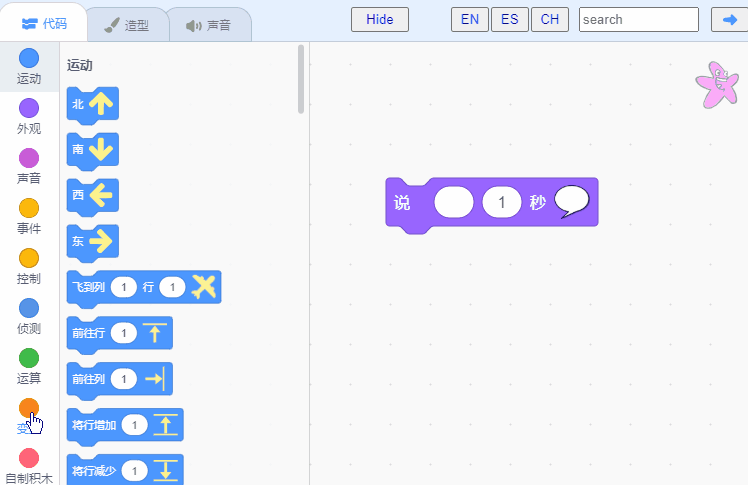 代码 造型 声音 Hide EN ES CH search
运动
外观
声音
事件
控制
侦测
运算
变
自制积木
运动
北
南
西
东
飞到列 1 行 1
前往行 1
前往列 1
将行增加 1
将行减少 1
说 1 秒